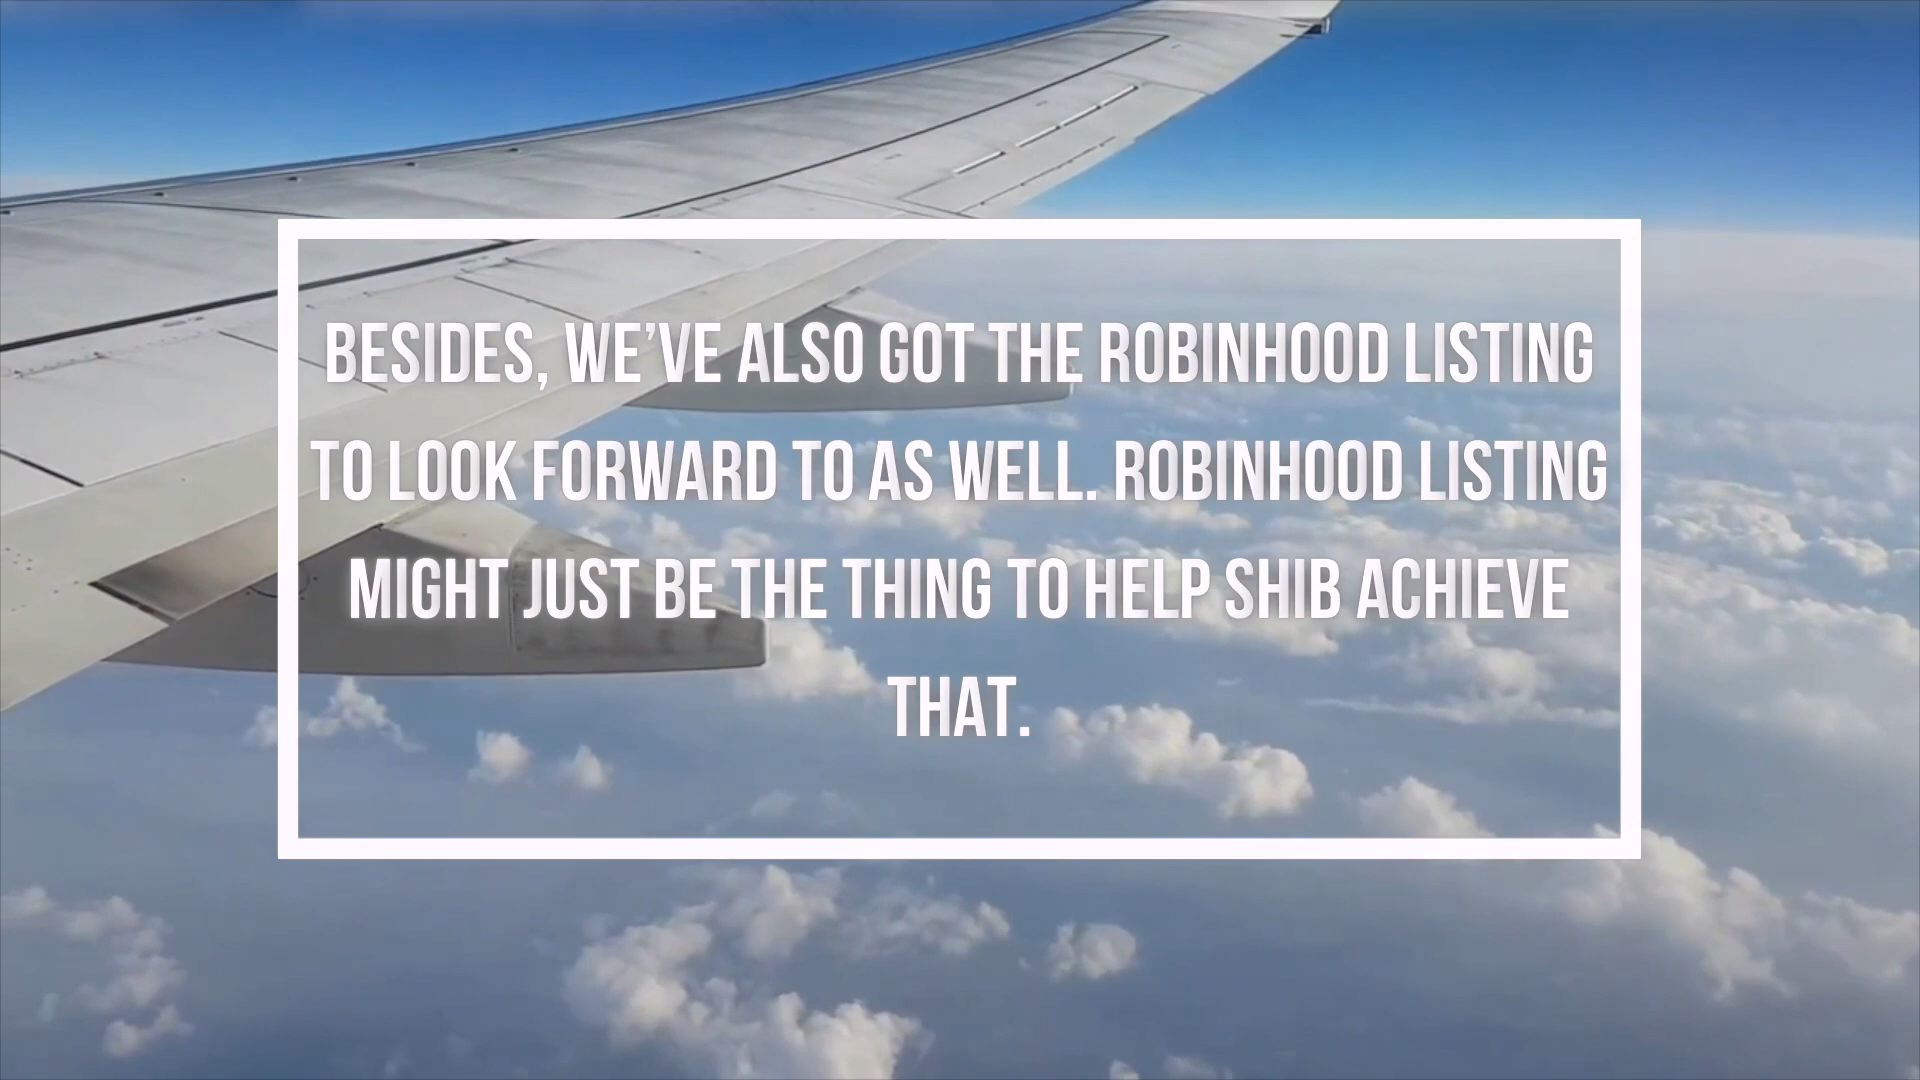 BESIDES, WE'VE ALSO GOT THE ROBINHOOD LISTING
TO LOOK FORWARD TO AS WELL. ROBINHOOD LISTING
MIGHT JUST BE THE THING TO HELP SHIB ACHIEVE
THAT.